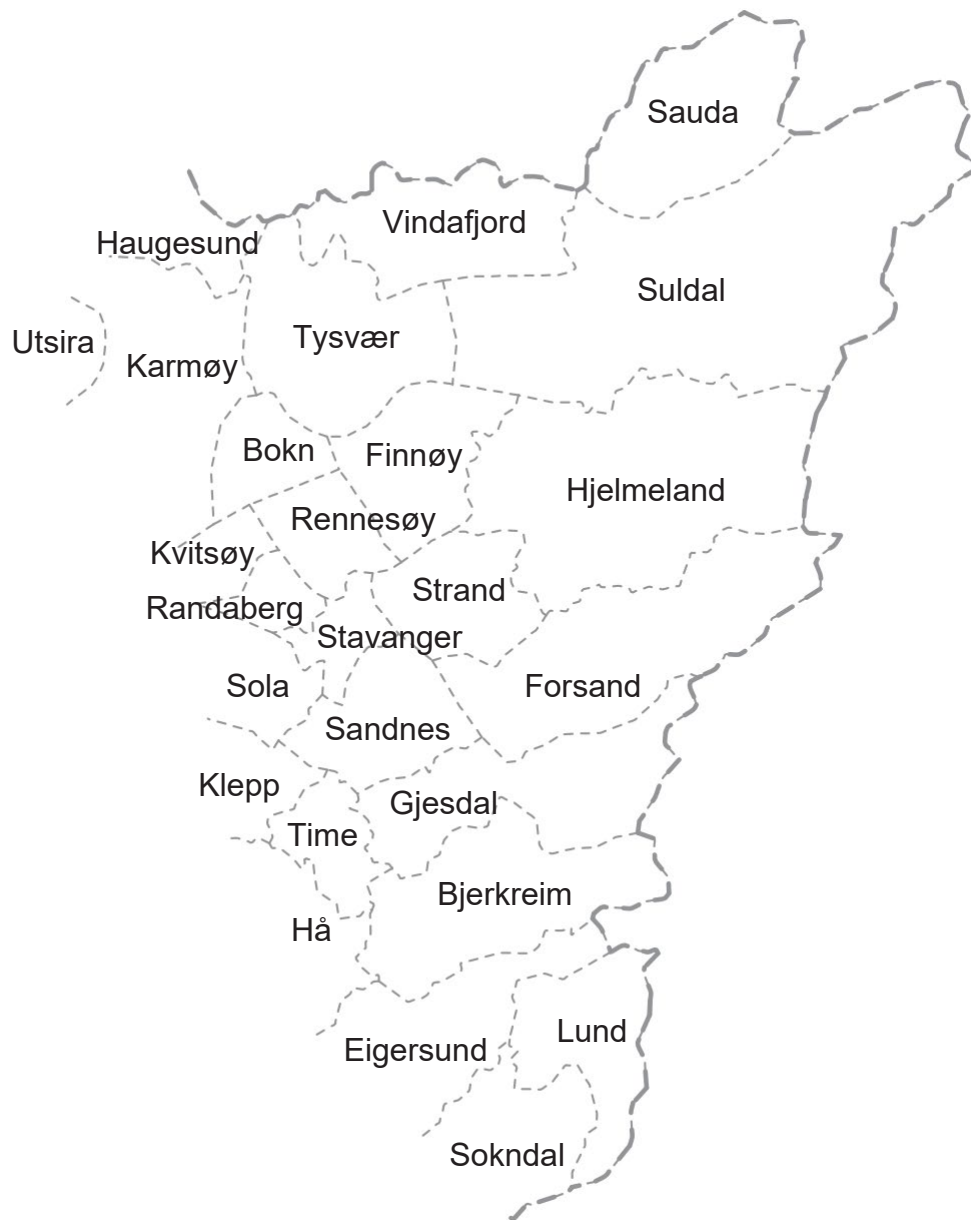 Sauda
Vindafjord
Haugesund
Suldal
Utsira
Tysvær
Karmøy
Bokn
Finnøy
Hjelmeland
Rennesøy
Kvitsøy
Strand
Randaberg
Stavanger
Sola
Forsand
Sandnes
Klepp
Gjesdal
Time
Bjerkreim
Hå
Lund
Eigersund
Sokndal